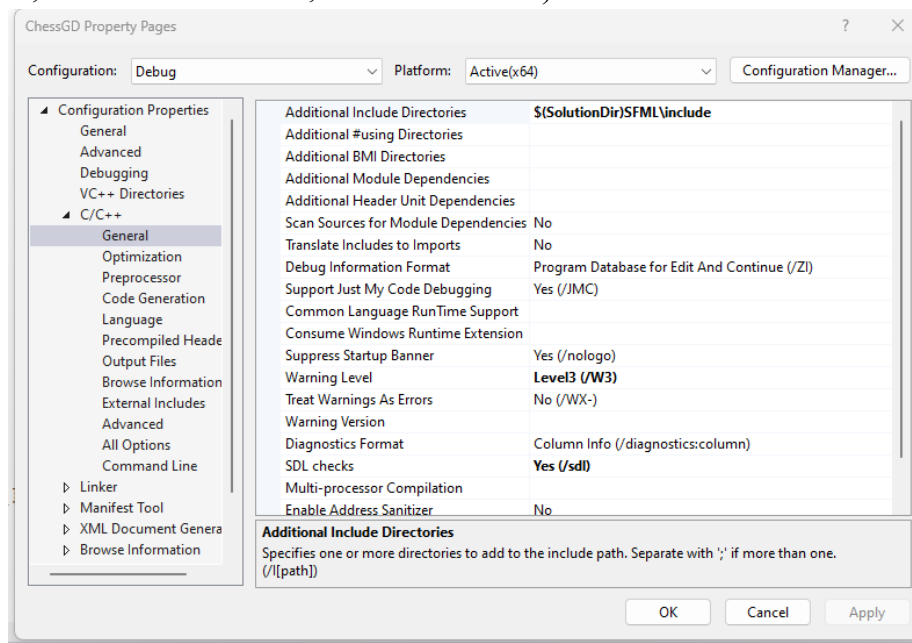 ChessGD Property Pages
Configuration: Debug Platform: Active(x64) Configuration Manager...
Configuration Properties
General
Advanced
Debugging
VC++ Directories
C/C++
General
Optimization
Preprocessor
Code Generation
Language
Precompiled Heade
Output Files
Browse Information
External Includes
Advanced
All Options
Command Line
Linker
Manifest Tool
XML Document Genera
Browse Information
Additional Include Directories $(SolutionDir)SFML\include
Additional #using Directories
Additional BMI Directories
Additional Module Dependencies
Additional Header Unit Dependencies
Scan Sources for Module Dependencies No
Translate Includes to Imports No
Debug Information Format Program Database for Edit And Continue (/ZI)
Support Just My Code Debugging Yes (/JMC)
Common Language RunTime Support
Consume Windows Runtime Extension
Suppress Startup Banner Yes (/nologo)
Warning Level Level3 (/W3)
Treat Warnings As Errors No (/WX-)
Warning Version
Diagnostics Format Column Info (/diagnostics:column)
SDL checks Yes (/sdl)
Multi-processor Compilation
Enable Address Sanitizer No
Additional Include Directories
Specifies one or more directories to add to the include path. Separate with ';' if more than one.
(/I[path])
OK Cancel Apply